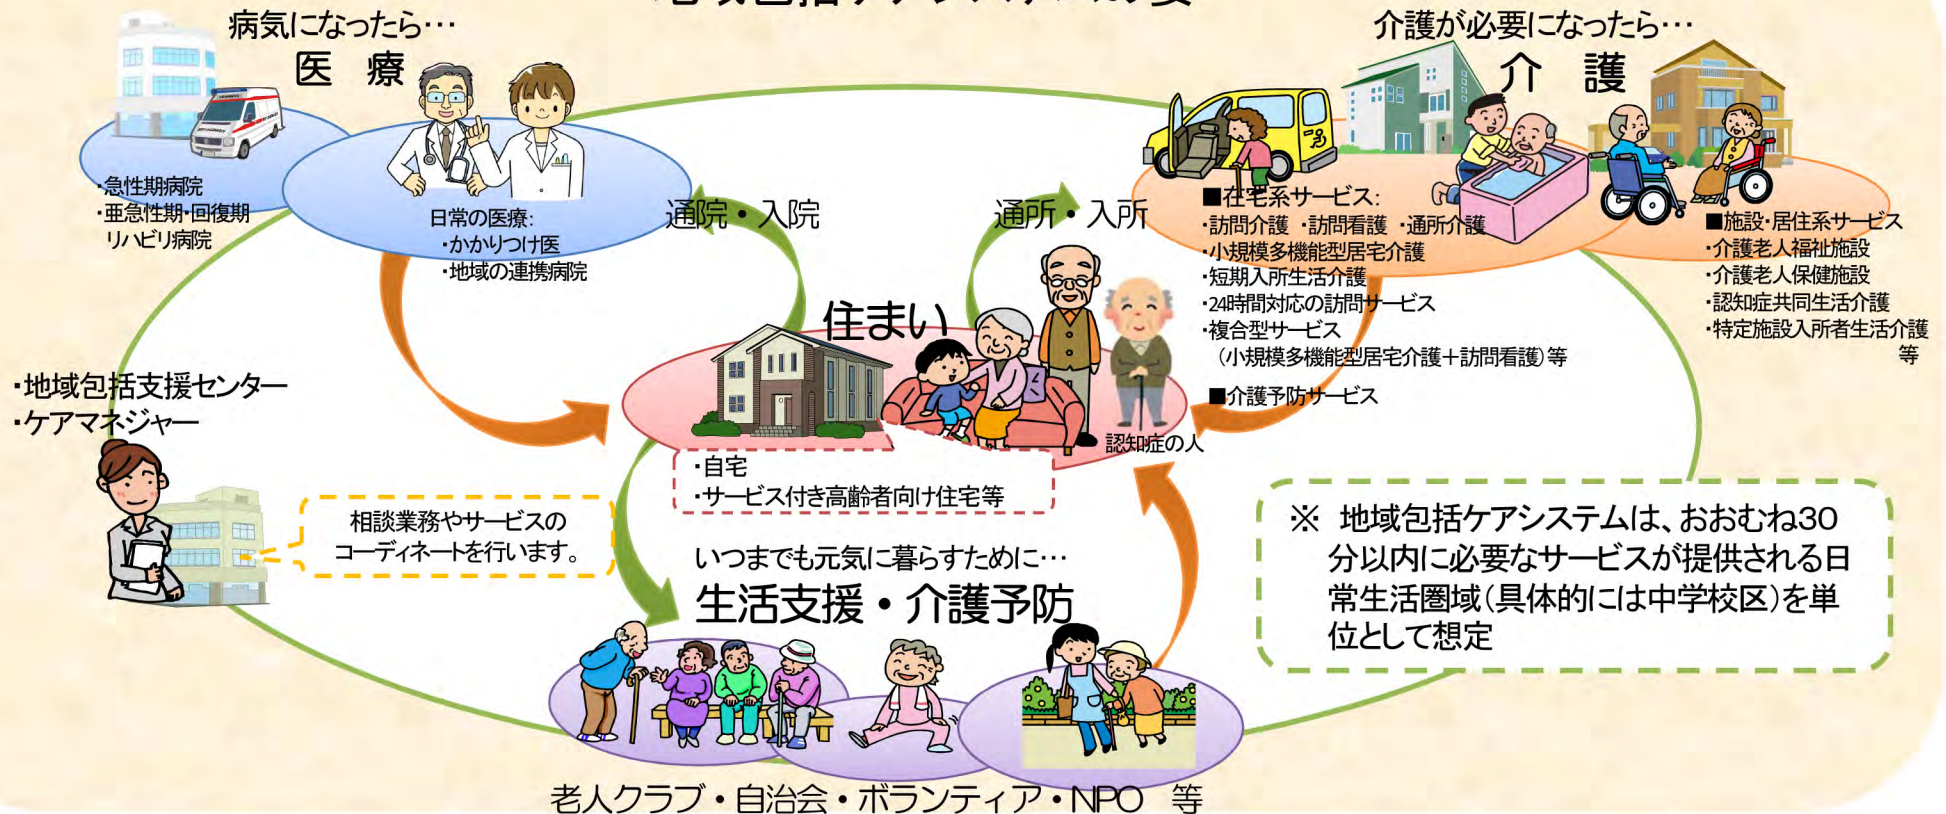 病気になったら…
医 療
・急性期病院
・亜急性期・回復期
リハビリ病院
日常の医療:
・かかりつけ医
・地域の連携病院
通院・入院
通所・入所
介護が必要になったら…
介 護
■在宅系サービス:
・訪問介護 ・訪問看護 ・通所介護
・小規模多機能型居宅介護
・短期入所生活介護
・24時間対応の訪問サービス
・複合型サービス
(小規模多機能型居宅介護+訪問看護)等
■介護予防サービス
■施設・居住系サービス
・介護老人福祉施設
・介護老人保健施設
・認知症共同生活介護
・特定施設入所者生活介護
等
住まい
認知症の人
・自宅
・サービス付き高齢者向け住宅等
・地域包括支援センター
・ケアマネジャー
相談業務やサービスの
コーディネートを行います。
いつまでも元気に暮らすために…
生活支援・介護予防
老人クラブ・自治会・ボランティア・NPO 等
※ 地域包括ケアシステムは、おおむね30
分以内に必要なサービスが提供される日
常生活圏域(具体的には中学校区)を単
位として想定